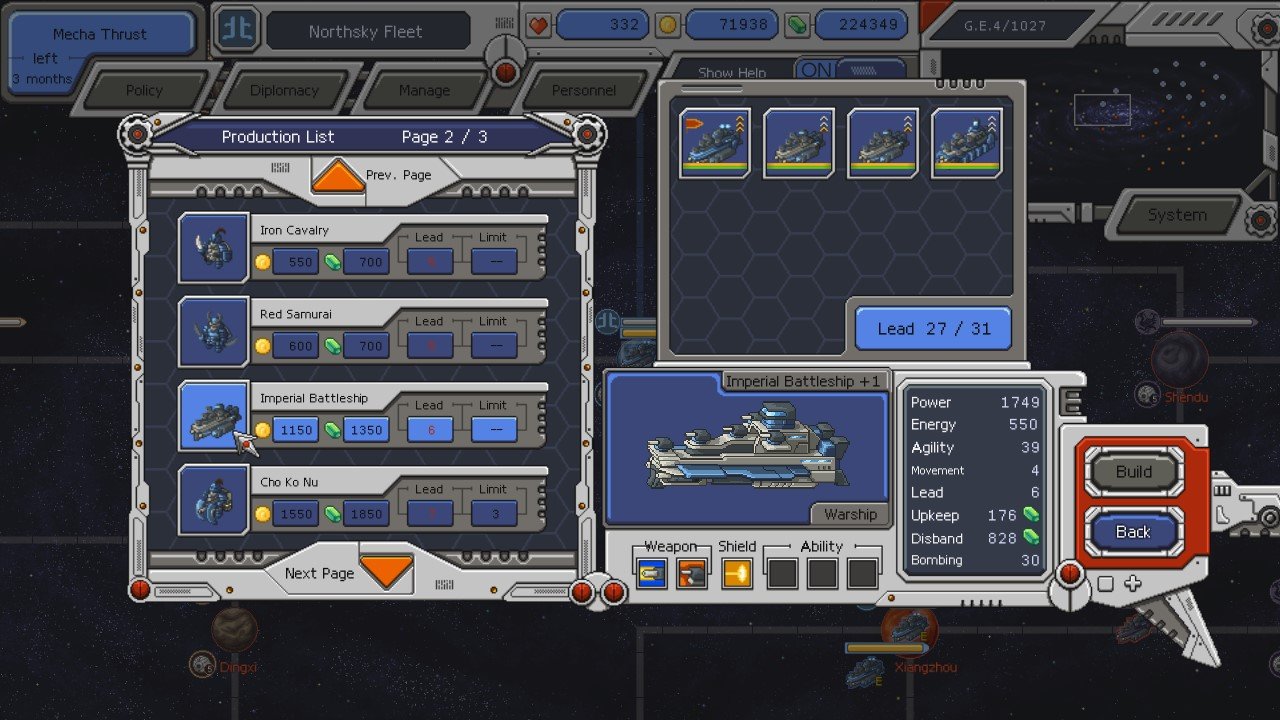 Mecha Thrust
left
3 months
Northsky Fleet
332
71938
224349
G.E.4/1027
Policy
Diplomacy
Manage
Personnel
Show Help
ON
System
Production List Page 2 / 3
Prev. Page
Iron Cavalry
Lead Limit
550 700 6 --
Red Samurai
Lead Limit
600 700 6 --
Imperial Battleship
Lead Limit
1150 1350 6 --
Cho Ko Nu
Lead Limit
1550 1850 3
Next Page
Lead 27 / 31
Imperial Battleship +1
Warship
Weapon Shield Ability
Power 1749
Energy 550
Agility 39
Movement 4
Lead 6
Upkeep 176
Disband 828
Bombing 30
Build
Back
Shendu
Dingxi
Xiangzhou
E
E